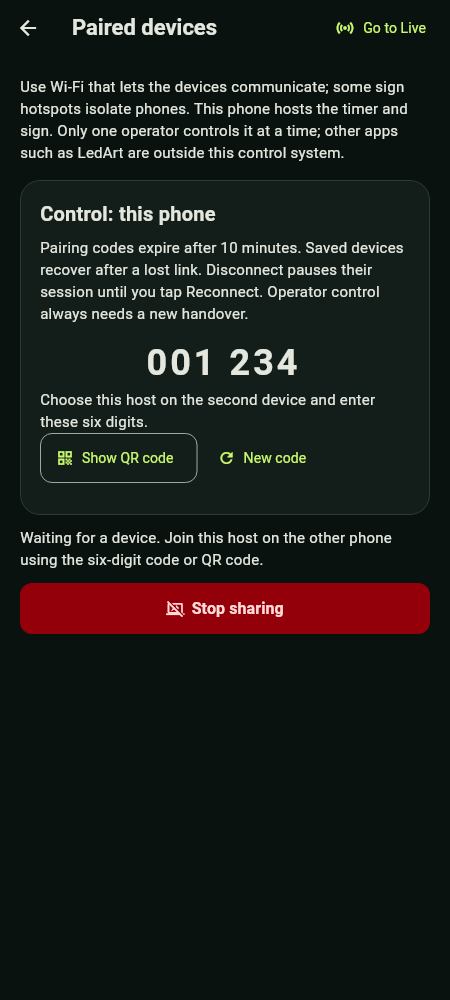 Paired devices
Go to Live
Use Wi-Fi that lets the devices communicate; some sign
hotspots isolate phones. This phone hosts the timer and
sign. Only one operator controls it at a time; other apps
such as LedArt are outside this control system.
Control: this phone
Pairing codes expire after 10 minutes. Saved devices
recover after a lost link. Disconnect pauses their
session until you tap Reconnect. Operator control
always needs a new handover.
001 234
Choose this host on the second device and enter
these six digits.
Show QR code
New code
Waiting for a device. Join this host on the other phone
using the six-digit code or QR code.
Stop sharing